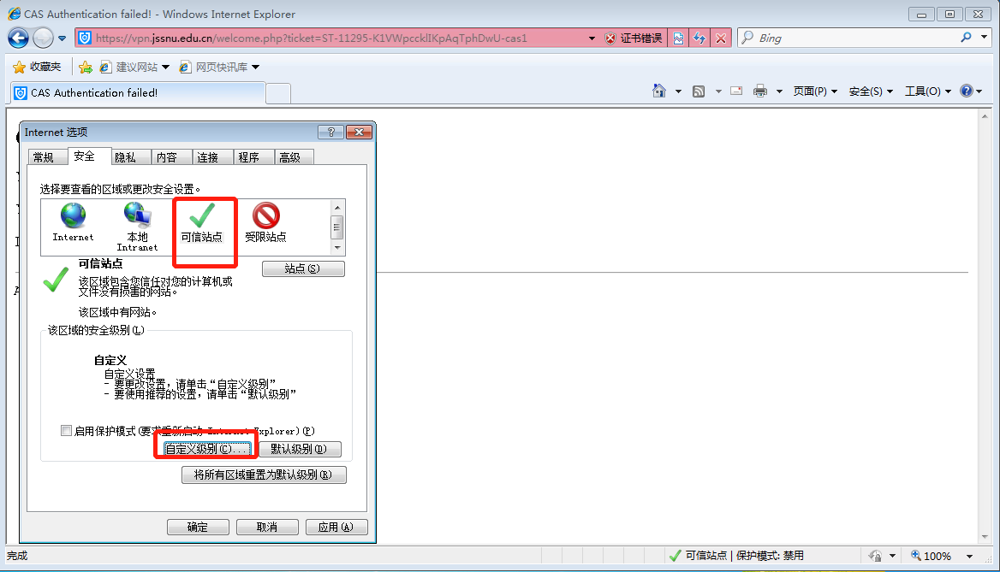 CAS Authentication failed! - Windows Internet Explorer
https://vpn.jssnu.edu.cn/welcome.php?ticket=ST-11295-K1VWpccklIKpAqTphDwU-cas1
证书错误
Bing
收藏夹
建议网站
网页快讯库
CAS Authentication failed!
页面(P)
安全(S)
工具(O)
Internet 选项
常规 安全 隐私 内容 连接 程序 高级
选择要查看的区域或更改安全设置。
Internet
本地
Intranet
可信站点
受限站点
可信站点
站点(S)
该区域包含您信任对您的计算机或
文件没有损害的网站。
该区域中有网站。
该区域的安全级别(L)
自定义
自定义设置
- 要更改设置，请单击“自定义级别”
- 要使用推荐的设置，请单击“默认级别”
启用保护模式(要求重新启动 Internet Explorer)(P)
自定义级别(C)...
默认级别(D)
将所有区域重置为默认级别(R)
确定
取消
应用(A)
完成
可信站点 | 保护模式: 禁用
100%